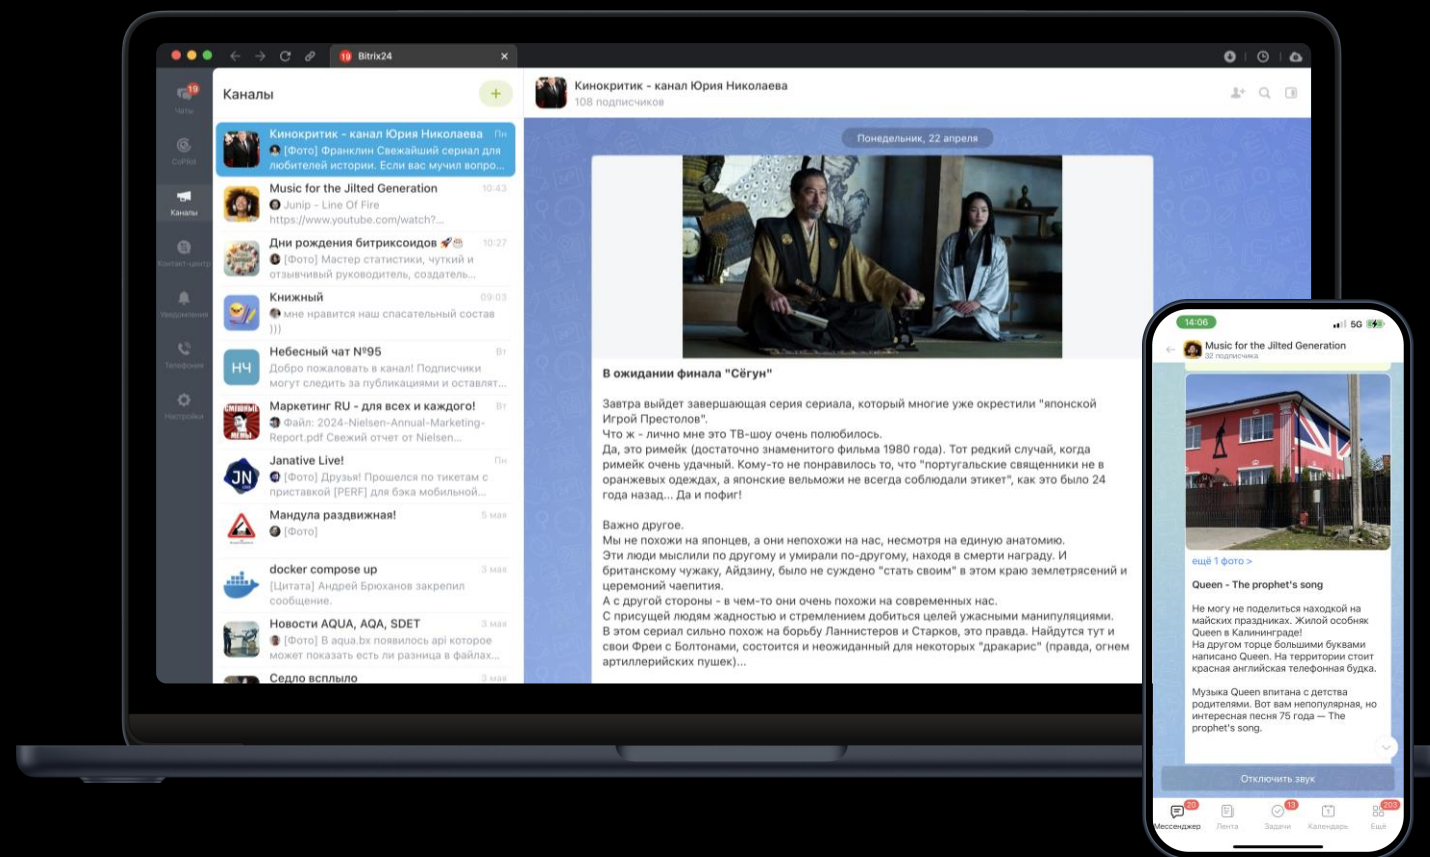 19 Bitrix24
19
Чаты
CoPilot
Каналы
Контакт-центр
Уведомления
Телефония
Настройки
Каналы
Кинокритик - канал Юрия Николаева Пн
[Фото] Франклин Свежайший сериал для
любителей истории. Если вас мучил вопро...
Music for the Jilted Generation 10:43
Junip - Line Of Fire
https://www.youtube.com/watch?...
Дни рождения битриксоидов 10:27
[Фото] Мастер статистики, чуткий и
отзывчивый руководитель, создатель...
Книжный 09:03
мне нравится наш спасательный состав
)))
НЧ
Небесный чат №95 Вт
Добро пожаловать в канал! Подписчики
могут следить за публикациями и оставлят...
СМЕШНЫЕ
МЕМЫ
Маркетинг RU - для всех и каждого! Вт
Файл: 2024-Nielsen-Annual-Marketing-
Report.pdf Свежий отчет от Nielsen...
JN
Janative Live! Пн
[Фото] Друзья! Прошелся по тикетам с
приставкой [PERF] для бэка мобильной...
Мандула раздвижная! 5 мая
[Фото]
docker compose up 3 мая
[Цитата] Андрей Брюханов закрепил
сообщение.
Новости AQUA, AQA, SDET 3 мая
[Фото] В aqua.bx появилось api которое
может показать есть ли разница в файлах...
Седло всплыло 3 мая
Кинокритик - канал Юрия Николаева
108 подписчиков
Понедельник, 22 апреля
В ожидании финала "Сёгун"
Завтра выйдет завершающая серия сериала, который многие уже окрестили "японской
Игрой Престолов".
Что ж - лично мне это ТВ-шоу очень полюбилось.
Да, это римейк (достаточно знаменитого фильма 1980 года). Тот редкий случай, когда
римейк очень удачный. Кому-то не понравилось то, что "португальские священники не в
оранжевых одеждах, а японские вельможи не всегда соблюдали этикет", как это было 24
года назад... Да и пофиг!
Важно другое.
Мы не похожи на японцев, а они непохожи на нас, несмотря на единую анатомию.
Эти люди мыслили по другому и умирали по-другому, находя в смерти награду. И
британскому чужаку, Айдзину, было не суждено "стать своим" в этом краю землетрясений и
церемоний чаепития.
А с другой стороны - в чем-то они очень похожи на современных нас.
С присущей людям жадностью и стремлением добиться целей ужасными манипуляциями.
В этом сериал сильно похож на борьбу Ланнистеров и Старков, это правда. Найдутся тут и
свои Фреи с Болтонами, состоится и неожиданный для некоторых "дракарис" (правда, огнем
артиллерийских пушек)...
14:06 5G
Music for the Jilted Generation
32 подписчика
ещё 1 фото >
Queen - The prophet's song
Не могу не поделиться находкой на
майских праздниках. Жилой особняк
Queen в Калининграде!
На другом торце большими буквами
написано Queen. На территории стоит
красная английская телефонная будка.
Музыка Queen впитана с детства
родителями. Вот вам непопулярная, но
интересная песня 75 года — The
prophet's song.
Отключить звук
20 13 203
Мессенджер Лента Задачи Календарь Ещё